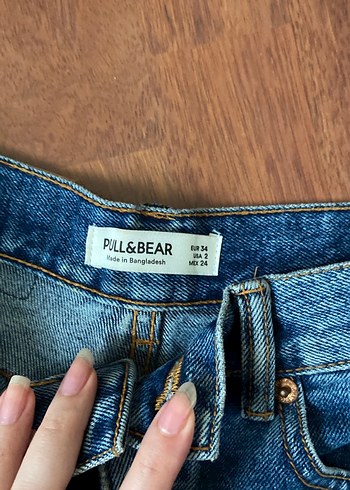 PULL&BEAR
Made in Bangladesh
EUR 34
USA 2
MEX 24